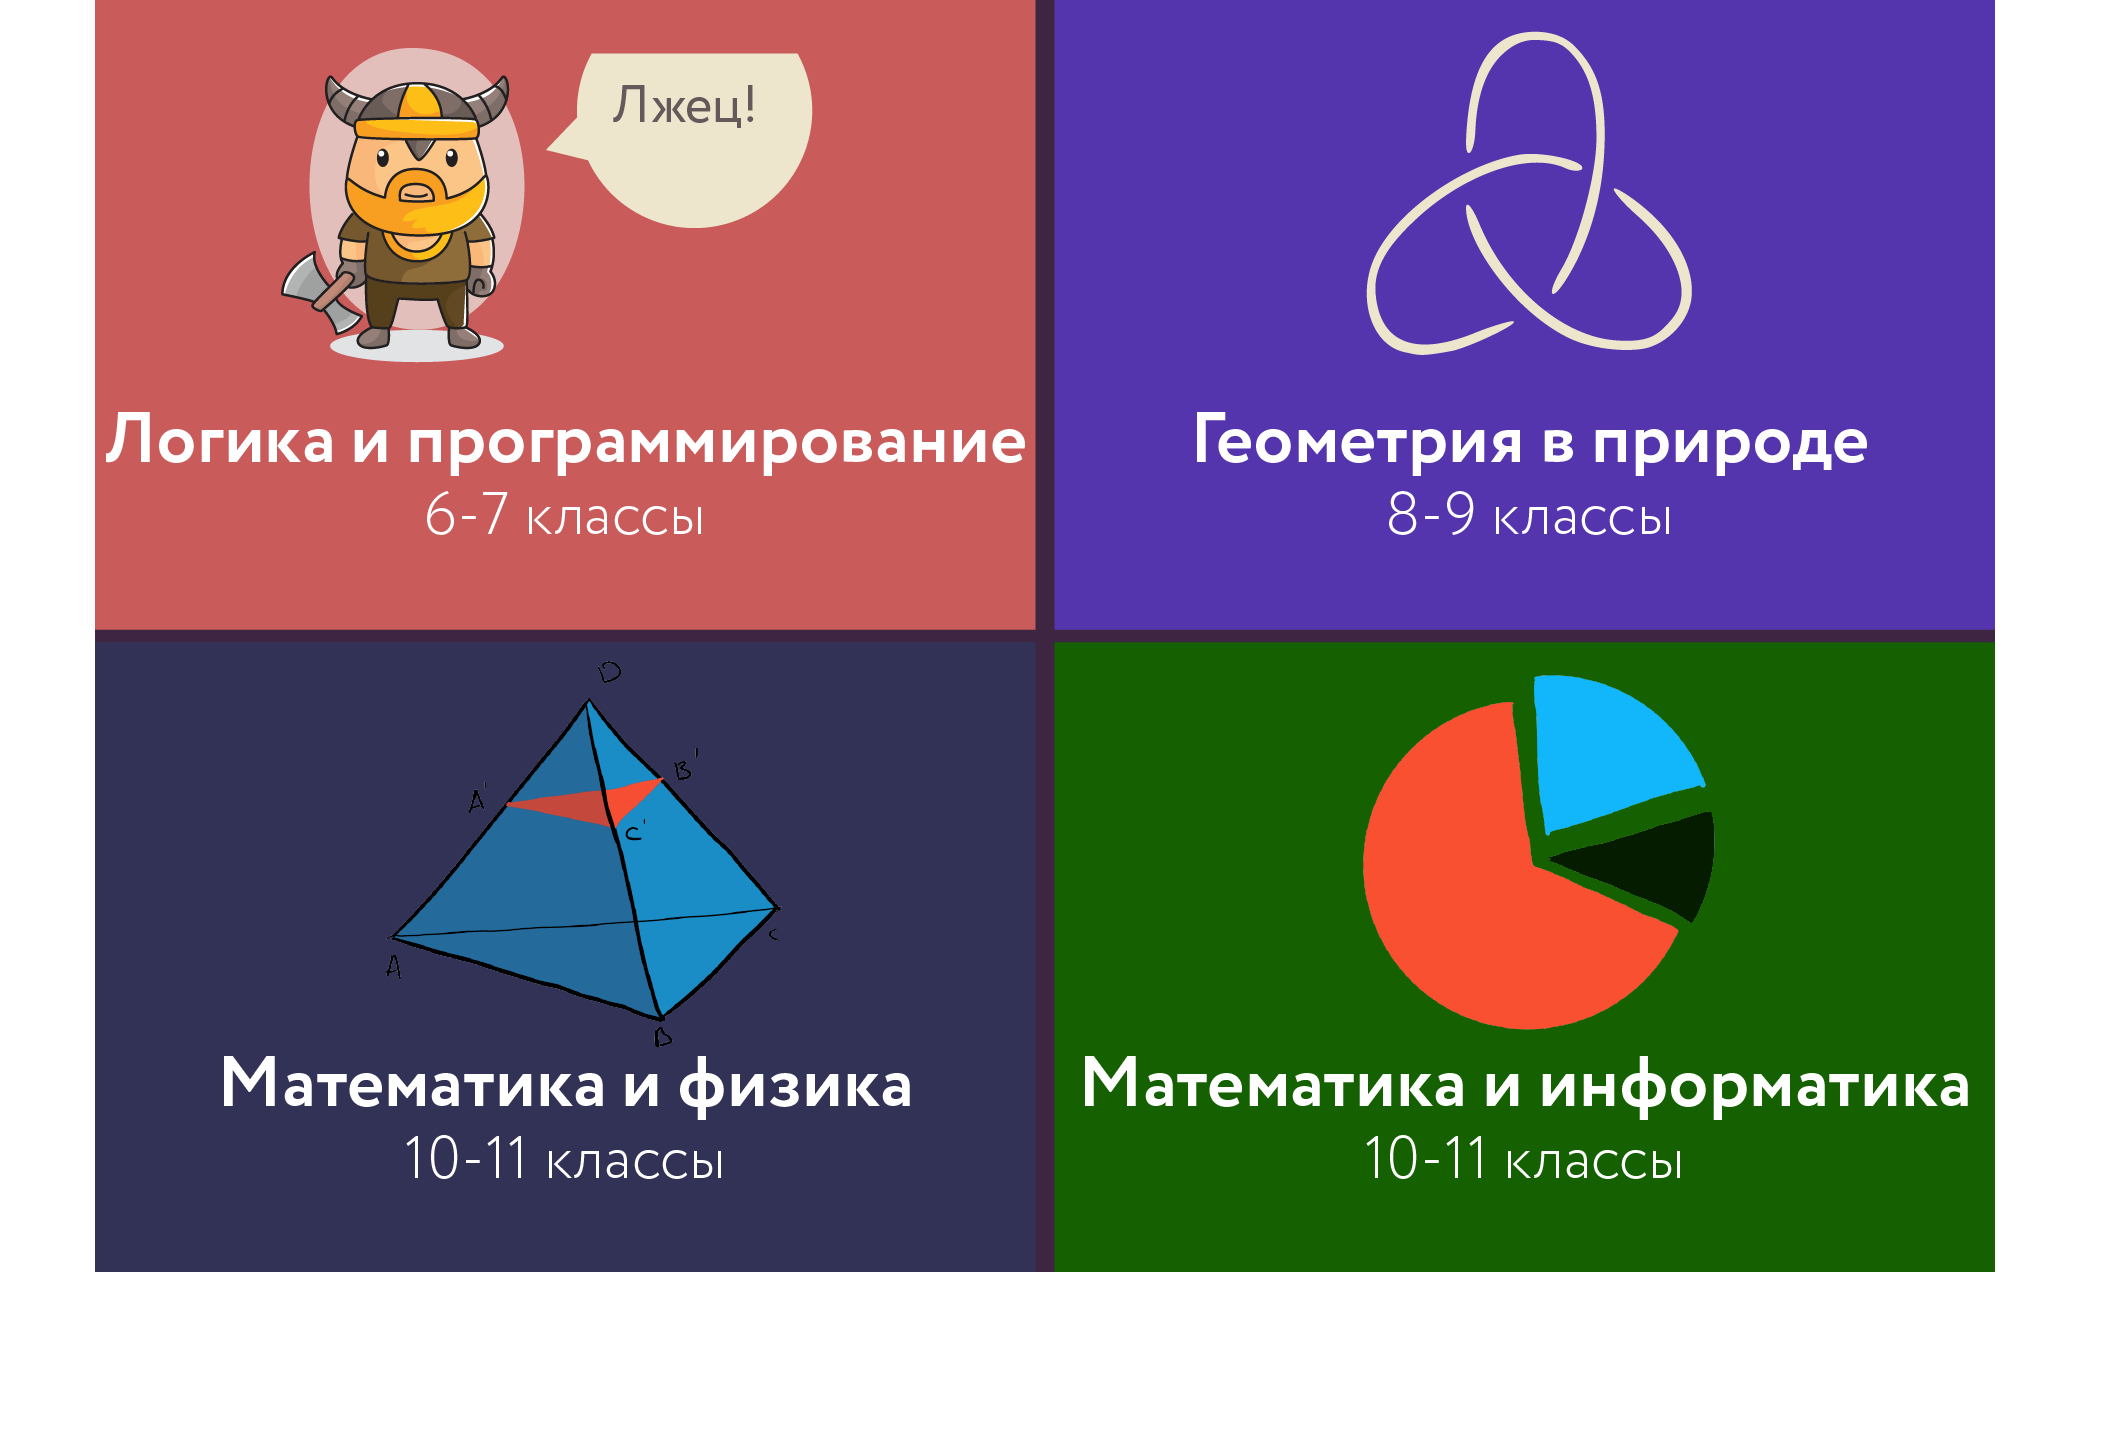 Лжец!
Логика и программирование
6-7 классы
Геометрия в природе
8-9 классы
D
A'
B'
C'
A
C
B
Математика и физика
10-11 классы
Математика и информатика
10-11 классы